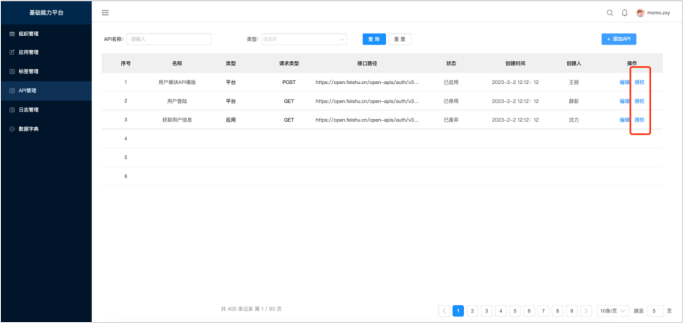 基础能力平台
momo.zxy
组织管理
应用管理
标签管理
API管理
日志管理
数据字典
API名称: 请输入 类型: 请选择 查 询 重 置 + 添加API
序号 名称 类型 请求类型 接口路径 状态 创建时间 创建人 操作
1 用户模块API模版 平台 POST https://open.feishu.cn/open-apis/auth/v3... 已启用 2023-2-2 12:12: 12 王丽 编辑 授权
2 用户登陆 平台 GET https://open.feishu.cn/open-apis/auth/v3... 已停用 2023-2-2 12:12: 12 薛彭 编辑 授权
3 获取用户信息 应用 GET https://open.feishu.cn/open-apis/auth/v3... 已废弃 2023-2-2 12:12: 12 沈力 编辑 授权
4
5
6
共 400 条记录 第 1 / 80 页 1 2 3 4 5 6 7 8 9 10条/页 跳至 5 页